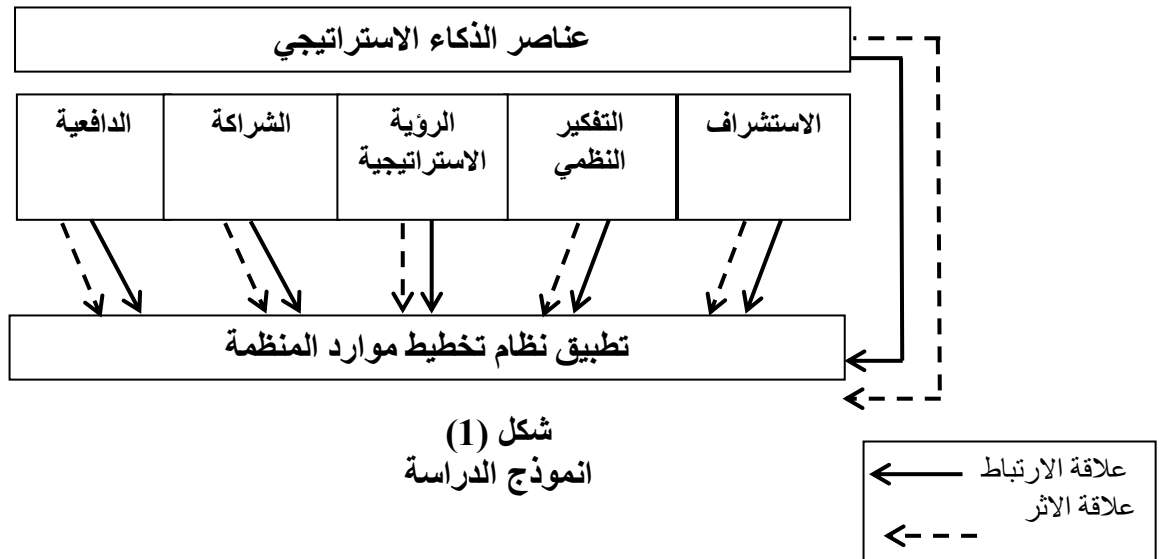 عناصر الذكاء الاستراتيجي
الاستشراف
التفكير
النظمي
الرؤية
الاستراتيجية
الشراكة
الدافعية
تطبيق نظام تخطيط موارد المنظمة
شكل (1)
انموذج الدراسة
علاقة الارتباط
علاقة الاثر